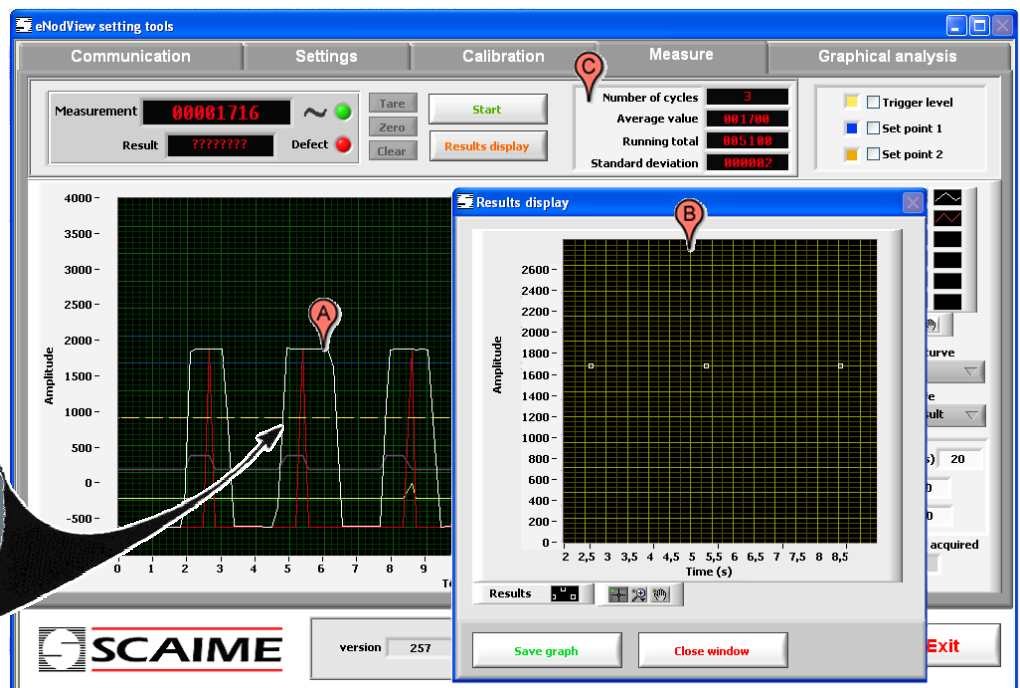 eNodView setting tools
Communication
Settings
Calibration
Measure
Graphical analysis
Measurement
00001716
Result
????????
Defect
Tare
Zero
Clear
Start
Results display
C
Number of cycles
3
Average value
001700
Running total
005100
Standard deviation
000002
Trigger level
Set point 1
Set point 2
4000
3500
3000
2500
2000
1500
1000
500
0
-500
Amplitude
A
0 1 2 3 4 5 6 7 8 9
Results display
B
2600
2400
2200
2000
1800
1600
1400
1200
1000
800
600
400
200
0
Amplitude
2 2,5 3 3,5 4 4,5 5 5,5 6 6,5 7 7,5 8 8,5
Time (s)
Results
Save graph
Close window
urve
e
sult
s) 20
0
0
acquired
SCAIME
version 257
Exit